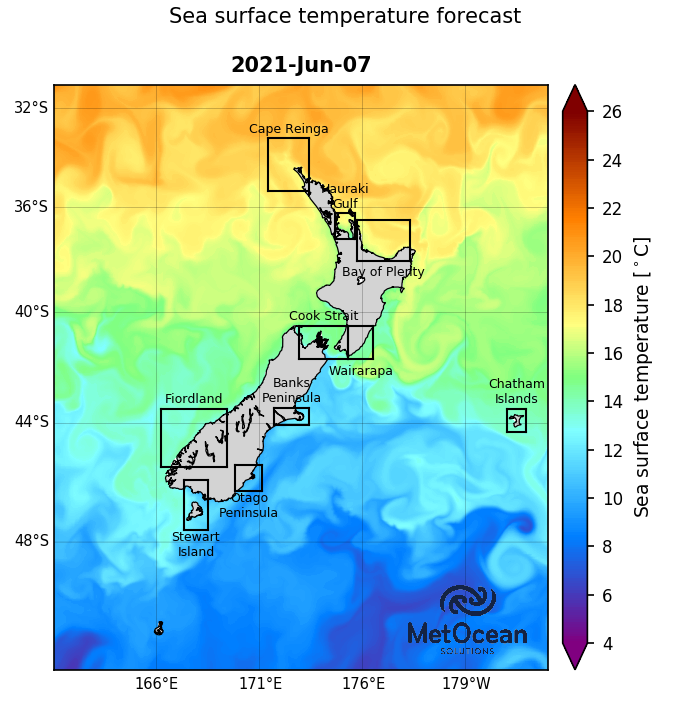 Sea surface temperature forecast
2021-Jun-07
32°S
36°S
40°S
44°S
48°S
166°E
171°E
176°E
179°W
Cape Reinga
Hauraki
Gulf
Bay of Plenty
Cook Strait
Wairarapa
Banks
Peninsula
Fiordland
Chatham
Islands
Otago
Peninsula
Stewart
Island
MetOcean
SOLUTIONS
26
24
22
20
18
16
14
12
10
8
6
4
Sea surface temperature [°C]